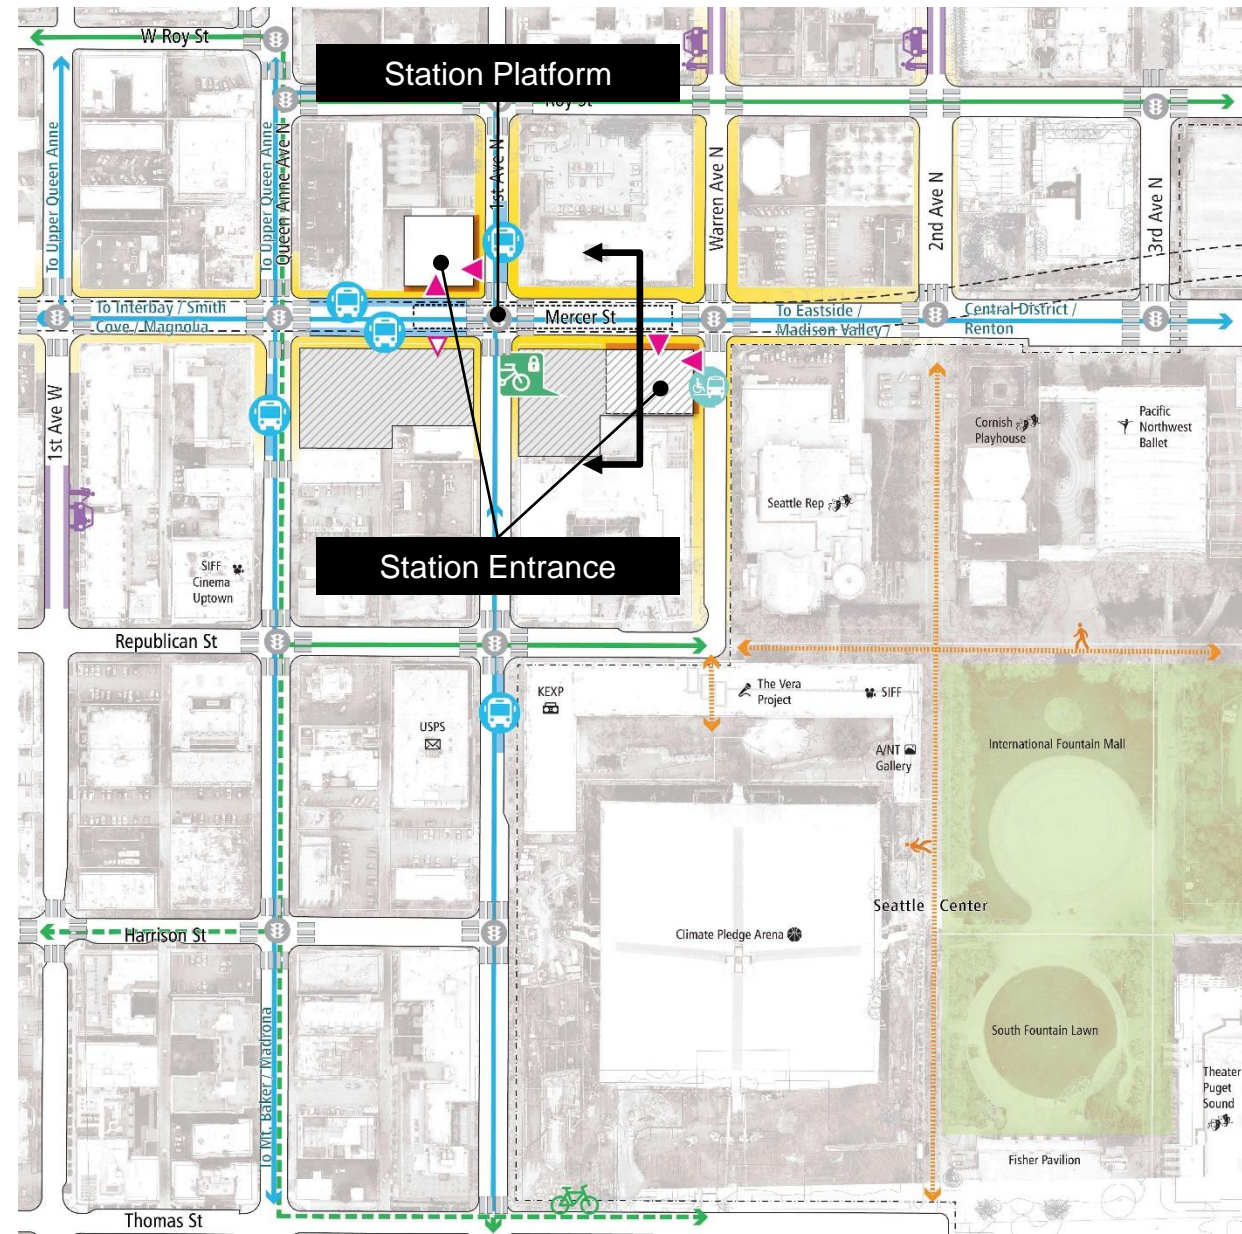 W Roy St
Station Platform
Roy St
To Upper Queen Anne
To Upper Queen Anne
Queen Anne Ave N
1st Ave N
Warren Ave N
2nd Ave N
3rd Ave N
To Interbay / Smith
Cove / Magnolia
Mercer St
To Eastside /
Madison Valley /
Central District /
Renton
1st Ave W
Cornish
Playhouse
Pacific
Northwest
Ballet
Seattle Rep
Station Entrance
SIFF
Cinema
Uptown
Republican St
KEXP
The Vera
Project
SIFF
USPS
A/NT
Gallery
International Fountain Mall
Seattle Center
Harrison St
Climate Pledge Arena
South Fountain Lawn
To Mt. Baker / Madrona
Theater
Puget
Sound
Fisher Pavilion
Thomas St